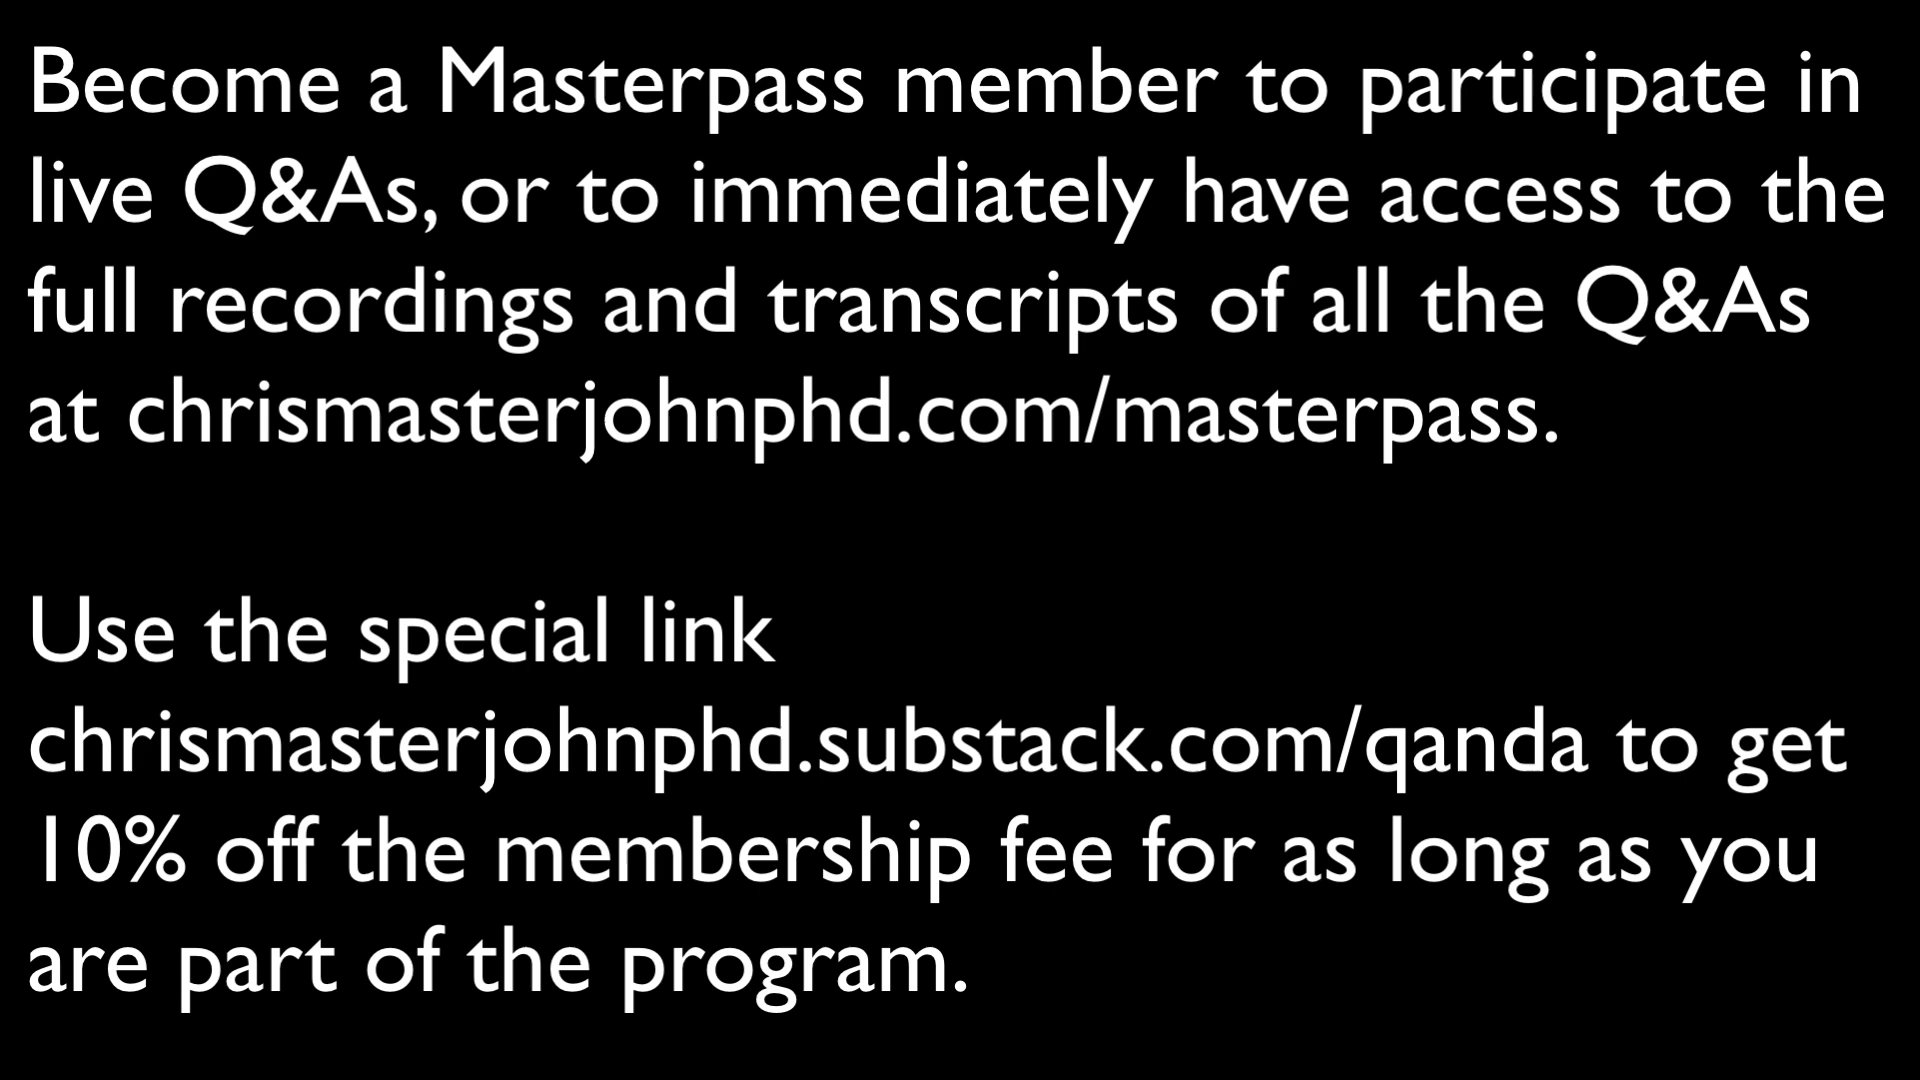 Become a Masterpass member to participate in
live Q&As, or to immediately have access to the
full recordings and transcripts of all the Q&As
at chrismasterjohnphd.com/masterpass.
Use the special link
chrismasterjohnphd.substack.com/qanda to get
10% off the membership fee for as long as you
are part of the program.